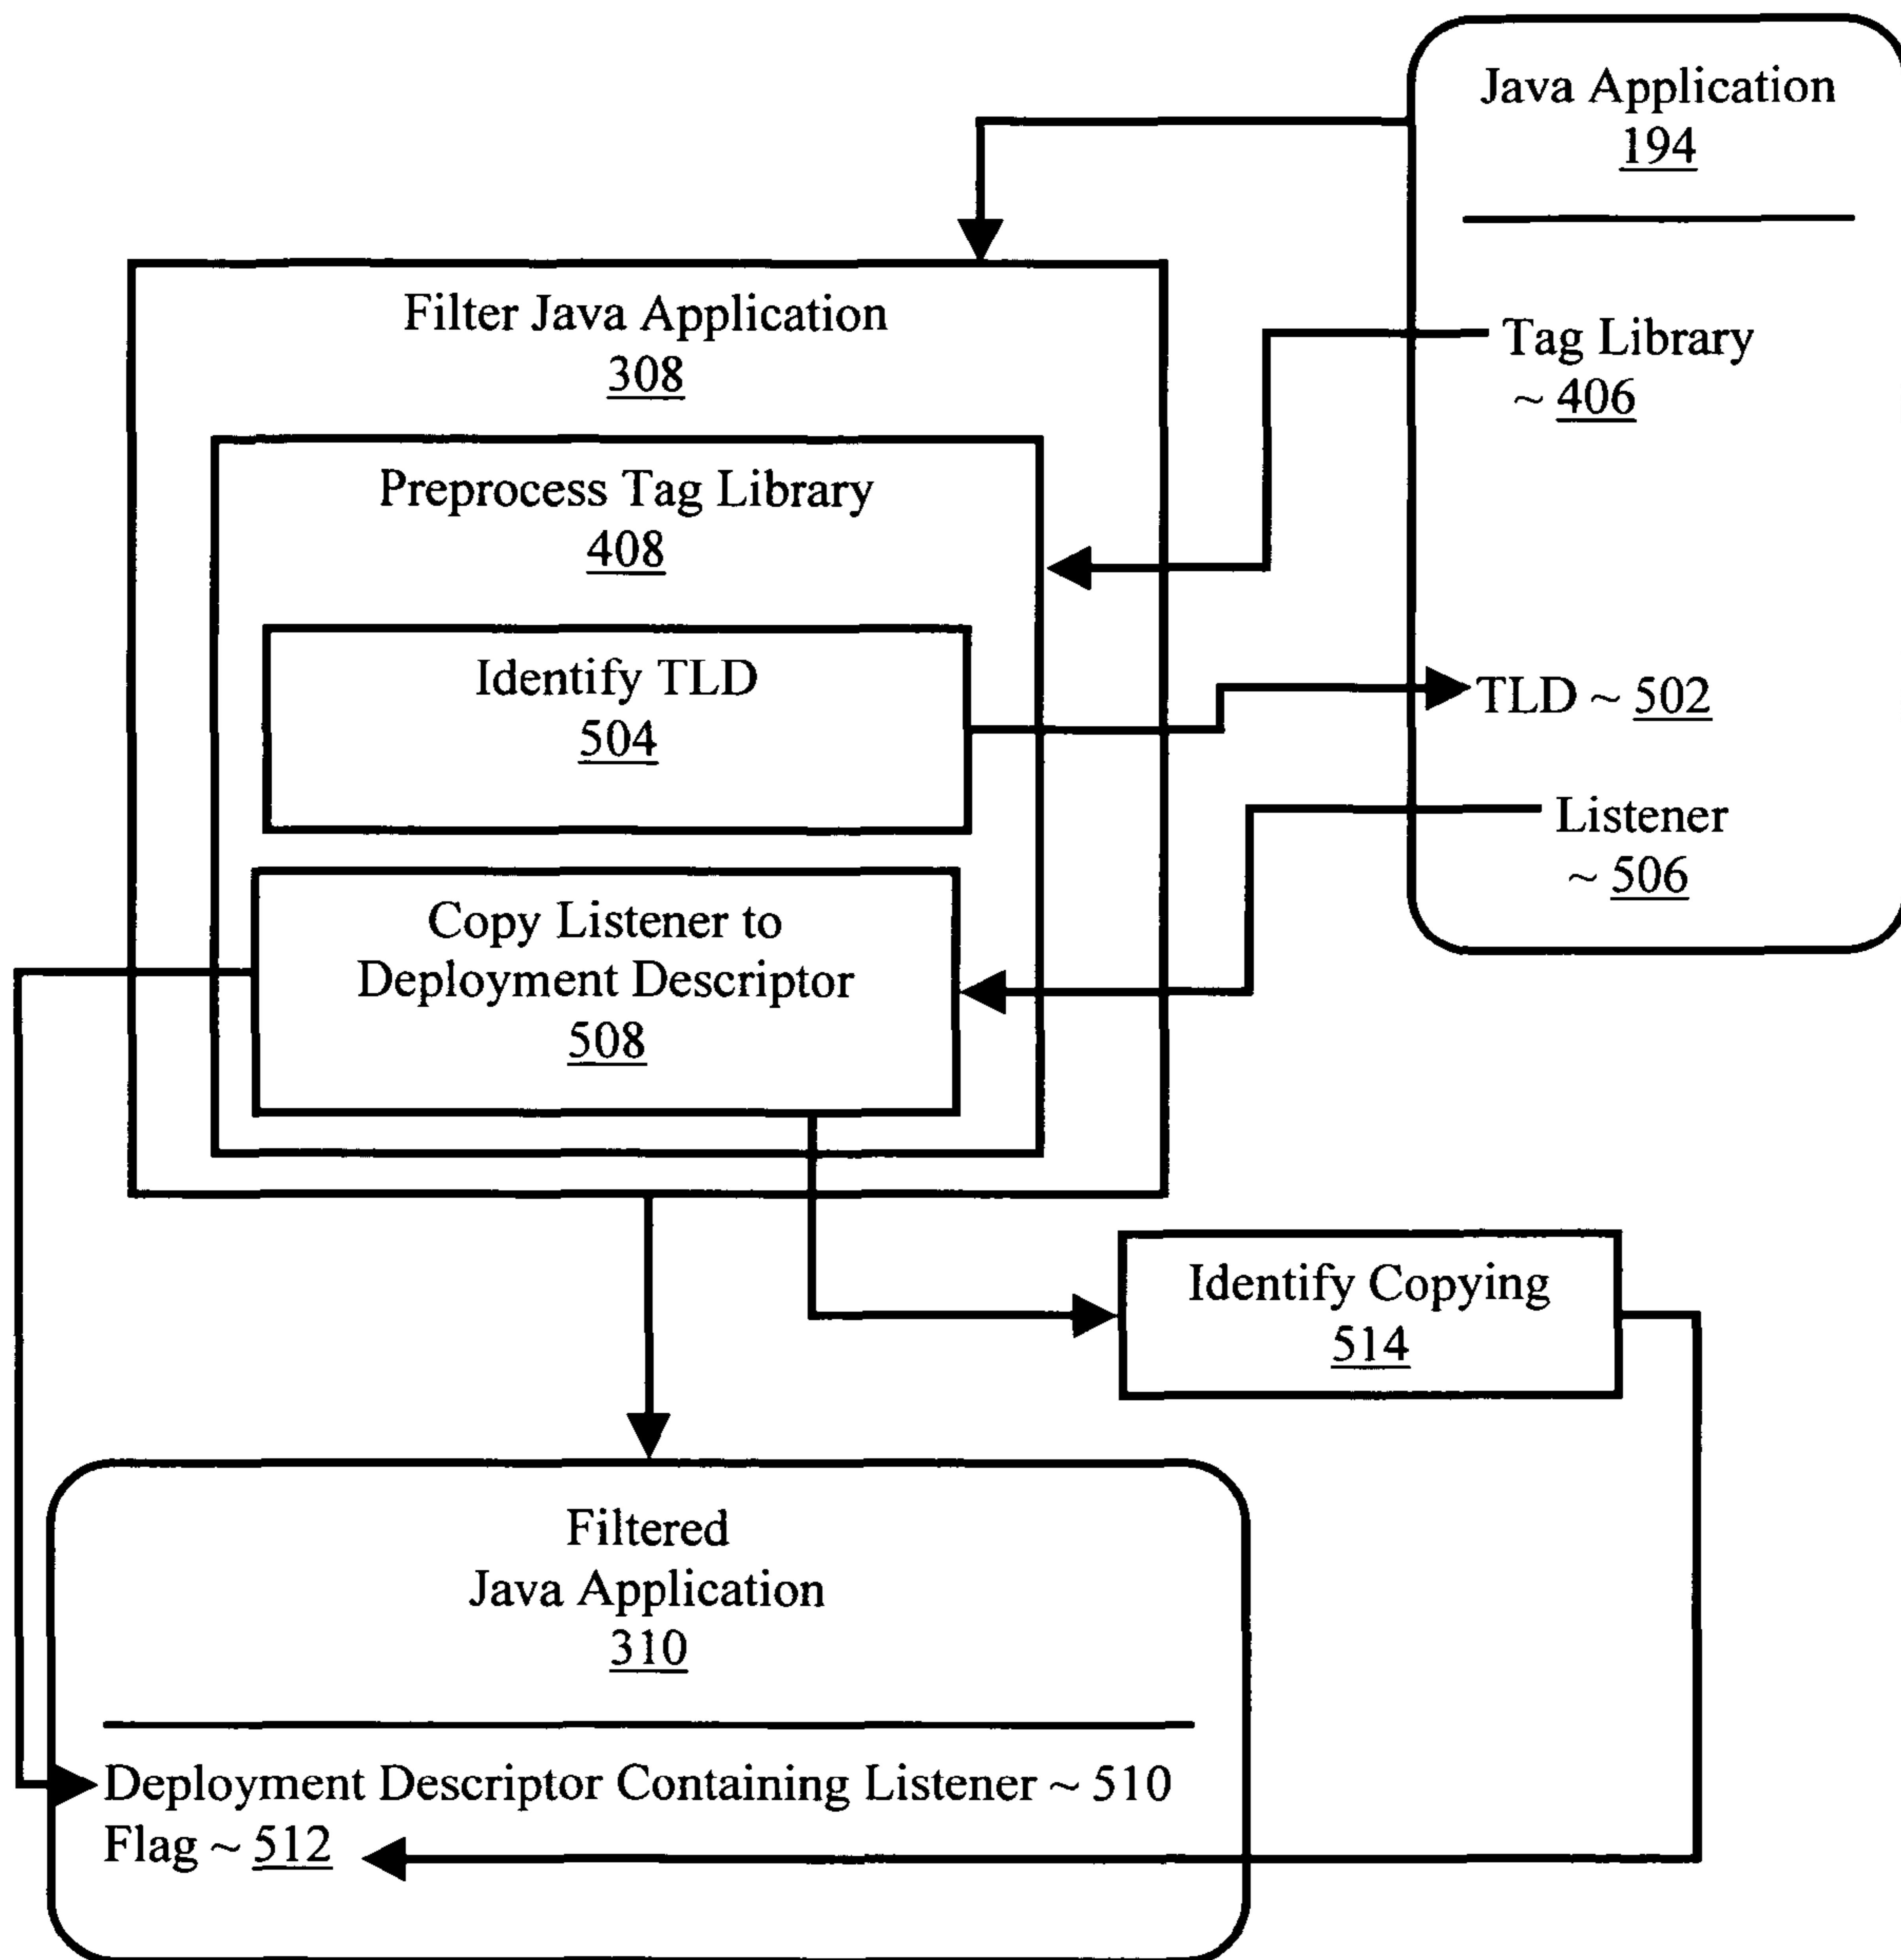 Java Application
194
Filter Java Application
308
Tag Library
~ 406
Preprocess Tag Library
408
Identify TLD
504
TLD ~ 502
Listener
~ 506
Copy Listener to
Deployment Descriptor
508
Identify Copying
514
Filtered
Java Application
310
Deployment Descriptor Containing Listener ~ 510
Flag ~ 512